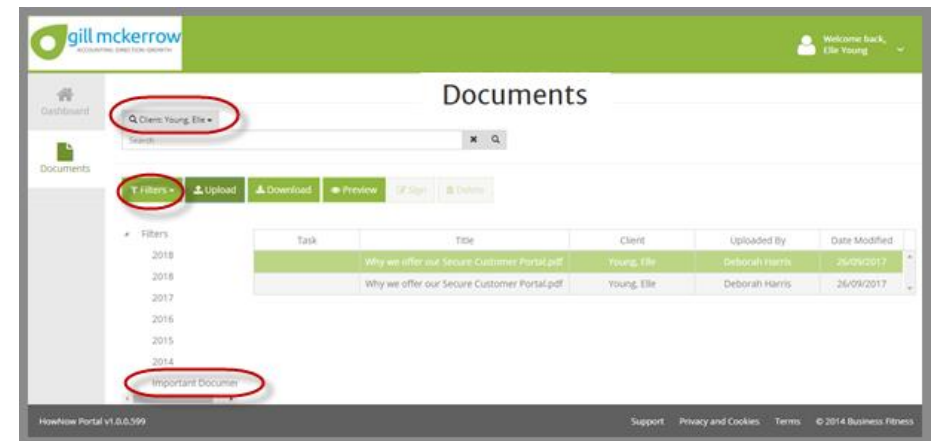 gill mckerrow
ACCOUNTING DIRECTION GROWTH
Welcome back,
Elle Young
Dashboard
Documents
Documents
Client: Young, Elle
Search
Filters
Upload
Download
Preview
Sign
Delete
Filters
2018
2018
2017
2016
2015
2014
Important Documer
Task Title Client Uploaded By Date Modified
Why we offer our Secure Customer Portal.pdf Young, Elle Deborah Harris 26/09/2017
Why we offer our Secure Customer Portal.pdf Young, Elle Deborah Harris 26/09/2017
HowNow Portal v1.0.0.599
Support Privacy and Cookies Terms © 2014 Business Fitness